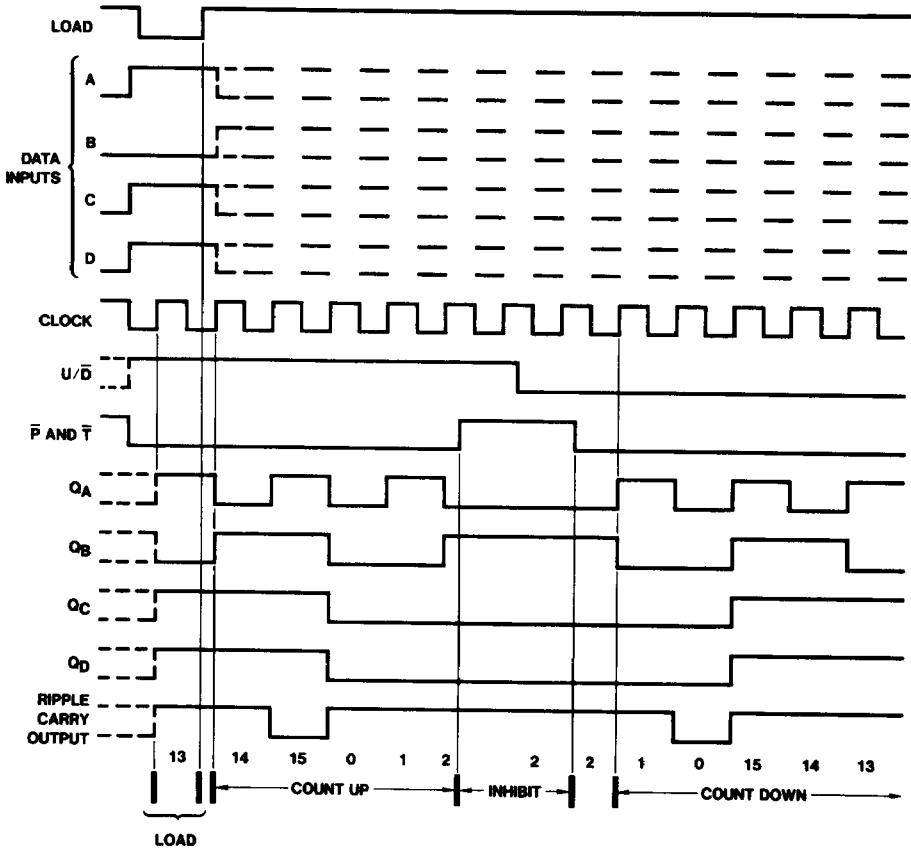 LOAD
A
B
DATA
INPUTS
C
D
CLOCK
U/D̅
P̅ AND T̅
QA
QB
QC
QD
RIPPLE
CARRY
OUTPUT
13 14 15 0 1 2 2 2 1 0 15 14 13
COUNT UP INHIBIT COUNT DOWN
LOAD